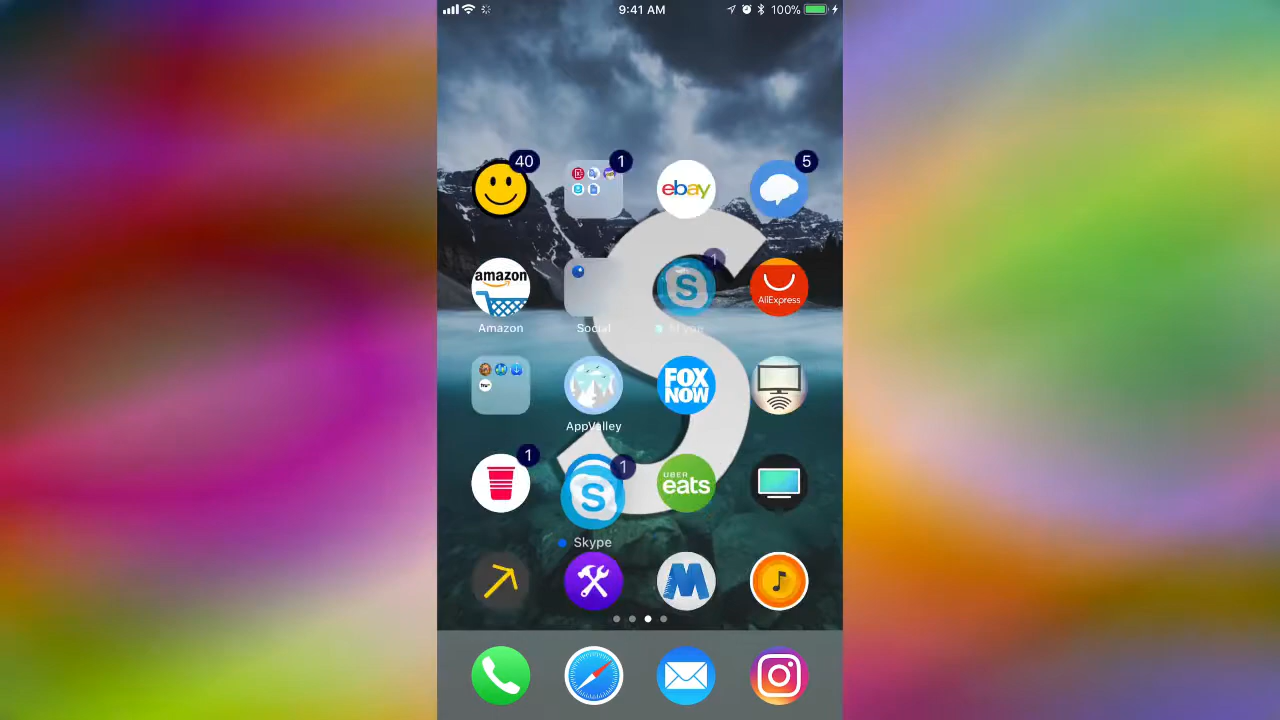 9:41 AM
100%
40
1
ebay
5
amazon
Amazon
Social
S
1
AliExpress
AppValley
FOX
NOW
1
S
1
Skype
UBER
eats
M